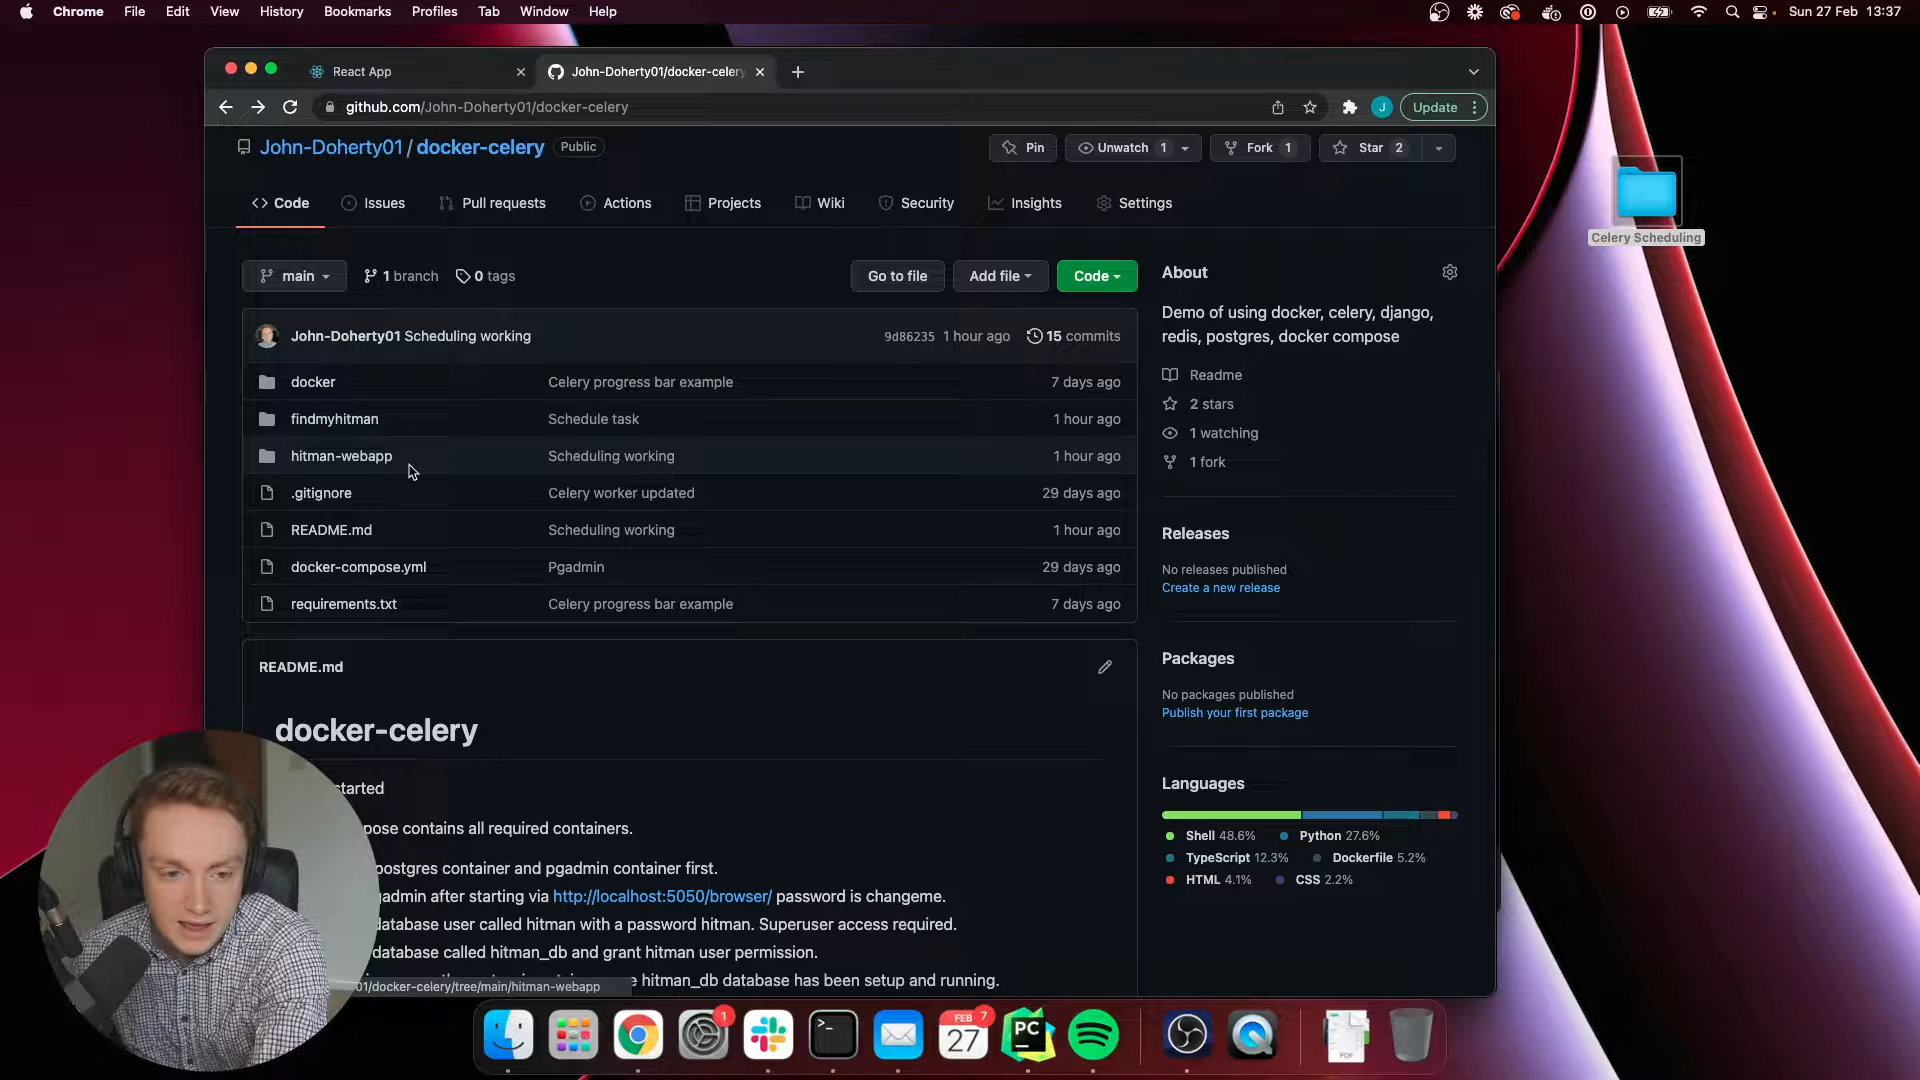 Chrome File Edit View History Bookmarks Profiles Tab Window Help Sun 27 Feb 13:37
React App John-Doherty01/docker-celery
github.com/John-Doherty01/docker-celery J Update
John-Doherty01 / docker-celery Public Pin Unwatch 1 Fork 1 Star 2
Code Issues Pull requests Actions Projects Wiki Security Insights Settings
main 1 branch 0 tags Go to file Add file Code
John-Doherty01 Scheduling working 9d86235 1 hour ago 15 commits
docker Celery progress bar example 7 days ago
findmyhitman Schedule task 1 hour ago
hitman-webapp Scheduling working 1 hour ago
.gitignore Celery worker updated 29 days ago
README.md Scheduling working 1 hour ago
docker-compose.yml Pgadmin 29 days ago
requirements.txt Celery progress bar example 7 days ago
README.md
docker-celery
started
pose contains all required containers.
postgres container and pgadmin container first.
gadmin after starting via http://localhost:5050/browser/ password is changeme.
database user called hitman with a password hitman. Superuser access required.
database called hitman_db and grant hitman user permission.
hitman_db database has been setup and running.
01/docker-celery/tree/main/hitman-webapp
About
Demo of using docker, celery, django,
redis, postgres, docker compose
Readme
2 stars
1 watching
1 fork
Releases
No releases published
Create a new release
Packages
No packages published
Publish your first package
Languages
Shell 48.6% Python 27.6%
TypeScript 12.3% Dockerfile 5.2%
HTML 4.1% CSS 2.2%
Celery Scheduling
1
FEB 7
27
PC
PDF